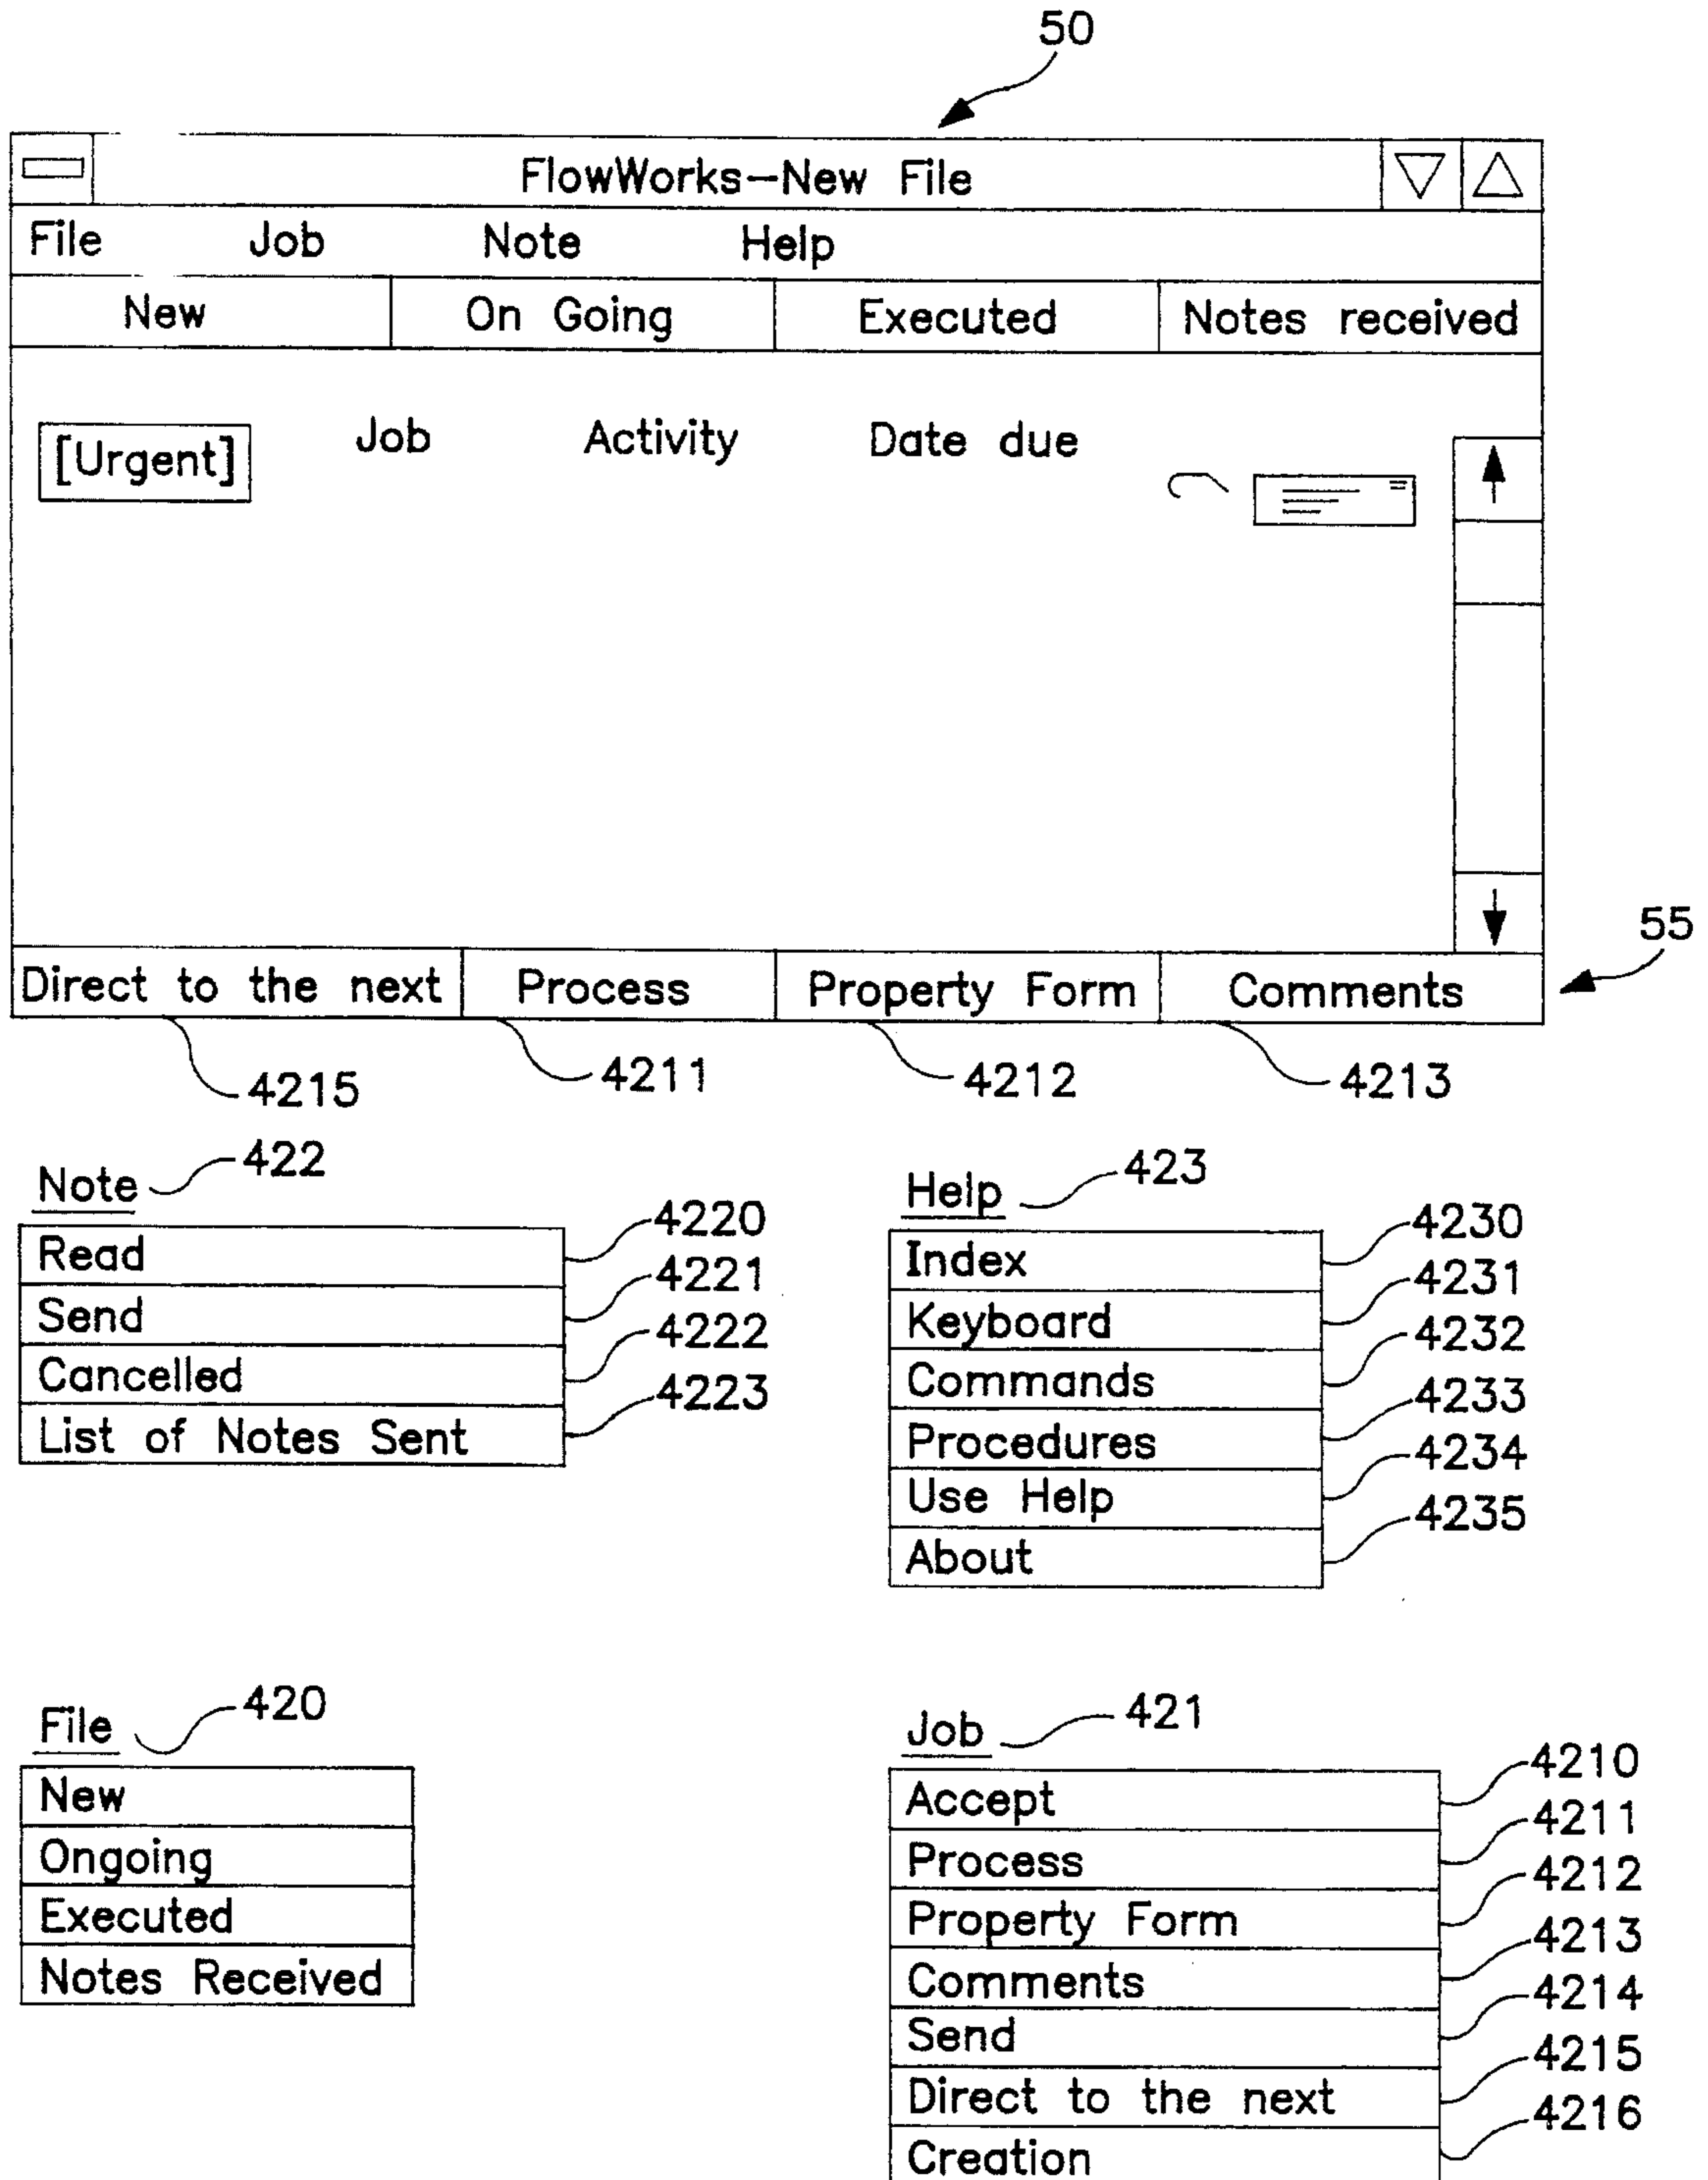 50
FlowWorks-New File
File Job Note Help
New On Going Executed Notes received
[Urgent] Job Activity Date due
55
Direct to the next Process Property Form Comments
4215 4211 4212 4213
Note 422
Read 4220
Send 4221
Cancelled 4222
List of Notes Sent 4223
Help 423
Index 4230
Keyboard 4231
Commands 4232
Procedures 4233
Use Help 4234
About 4235
File 420
New
Ongoing
Executed
Notes Received
Job 421
Accept 4210
Process 4211
Property Form 4212
Comments 4213
Send 4214
Direct to the next 4215
Creation 4216